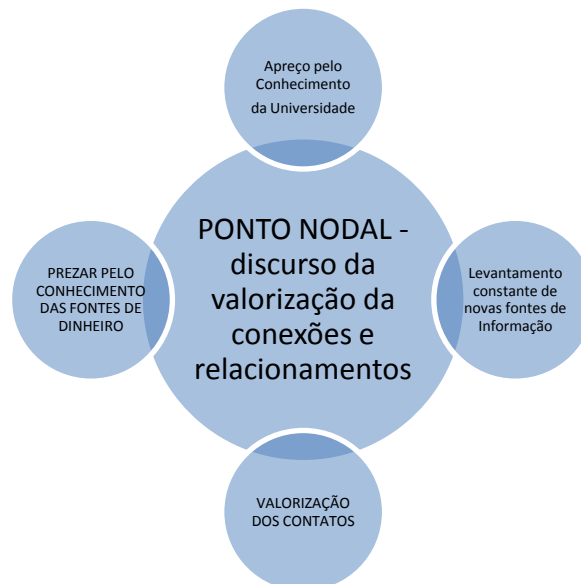 Apreço pelo
Conhecimento
da Universidade
PONTO NODAL -
discurso da
valorização da
conexões e
relacionamentos
PREZAR PELO
CONHECIMENTO
DAS FONTES DE
DINHEIRO
Levantamento
constante de
novas fontes de
Informação
VALORIZAÇÃO
DOS CONTATOS